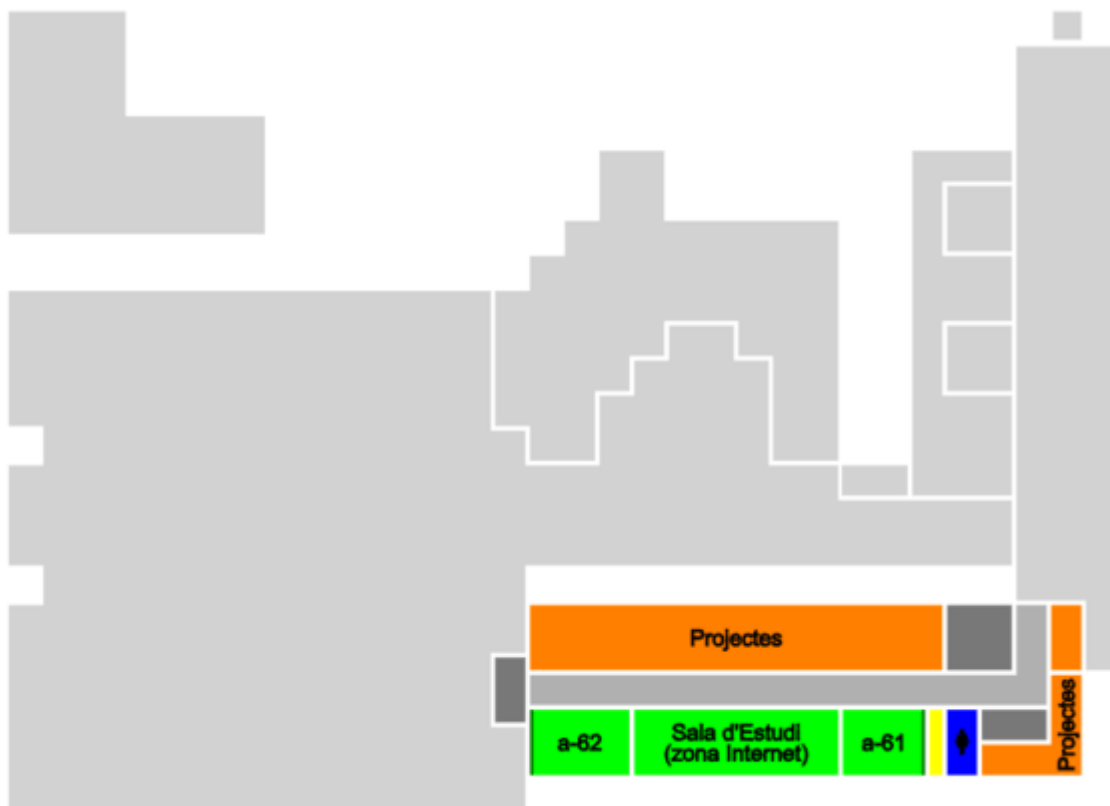 Projectes
a-62
Sala d'Estudi
(zona Internet)
a-61
Projectes